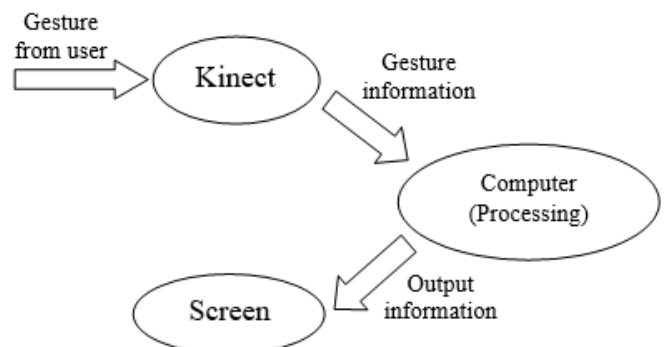 Gesture
from user
Kinect
Gesture
information
Computer
(Processing)
Output
information
Screen